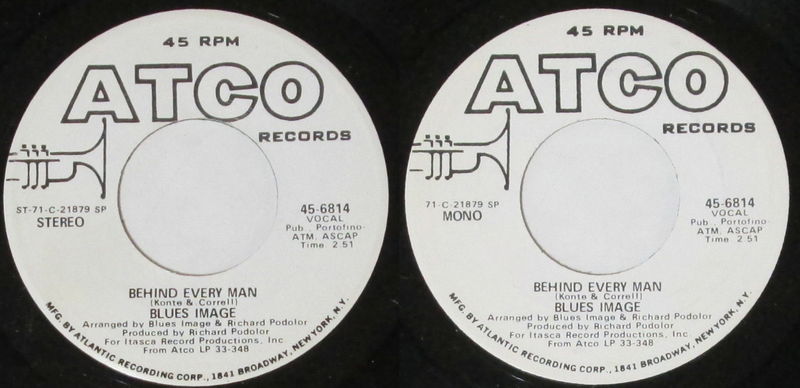 45 RPM
ATCO
RECORDS
ST-71-C-21879 SP
STEREO
45-6814
VOCAL
Pub., Portofino-
ATM, ASCAP
Time 2:51
BEHIND EVERY MAN
(Konte & Correll)
BLUES IMAGE
Arranged by Blues Image & Richard Podolor
Produced by Richard Podolor
For Itasca Record Productions, Inc.
From Atco LP 33-348
MFG. BY ATLANTIC RECORDING CORP., 1841 BROADWAY, NEW YORK, N.Y.
45 RPM
ATCO
RECORDS
71-C-21879 SP
MONO
45-6814
VOCAL
Pub., Portofino-
ATM, ASCAP
Time 2:51
BEHIND EVERY MAN
(Konte & Correll)
BLUES IMAGE
Arranged by Blues Image & Richard Podolor
Produced by Richard Podolor
For Itasca Record Productions, Inc.
From Atco LP 33-348
MFG. BY ATLANTIC RECORDING CORP., 1841 BROADWAY, NEW YORK, N.Y.